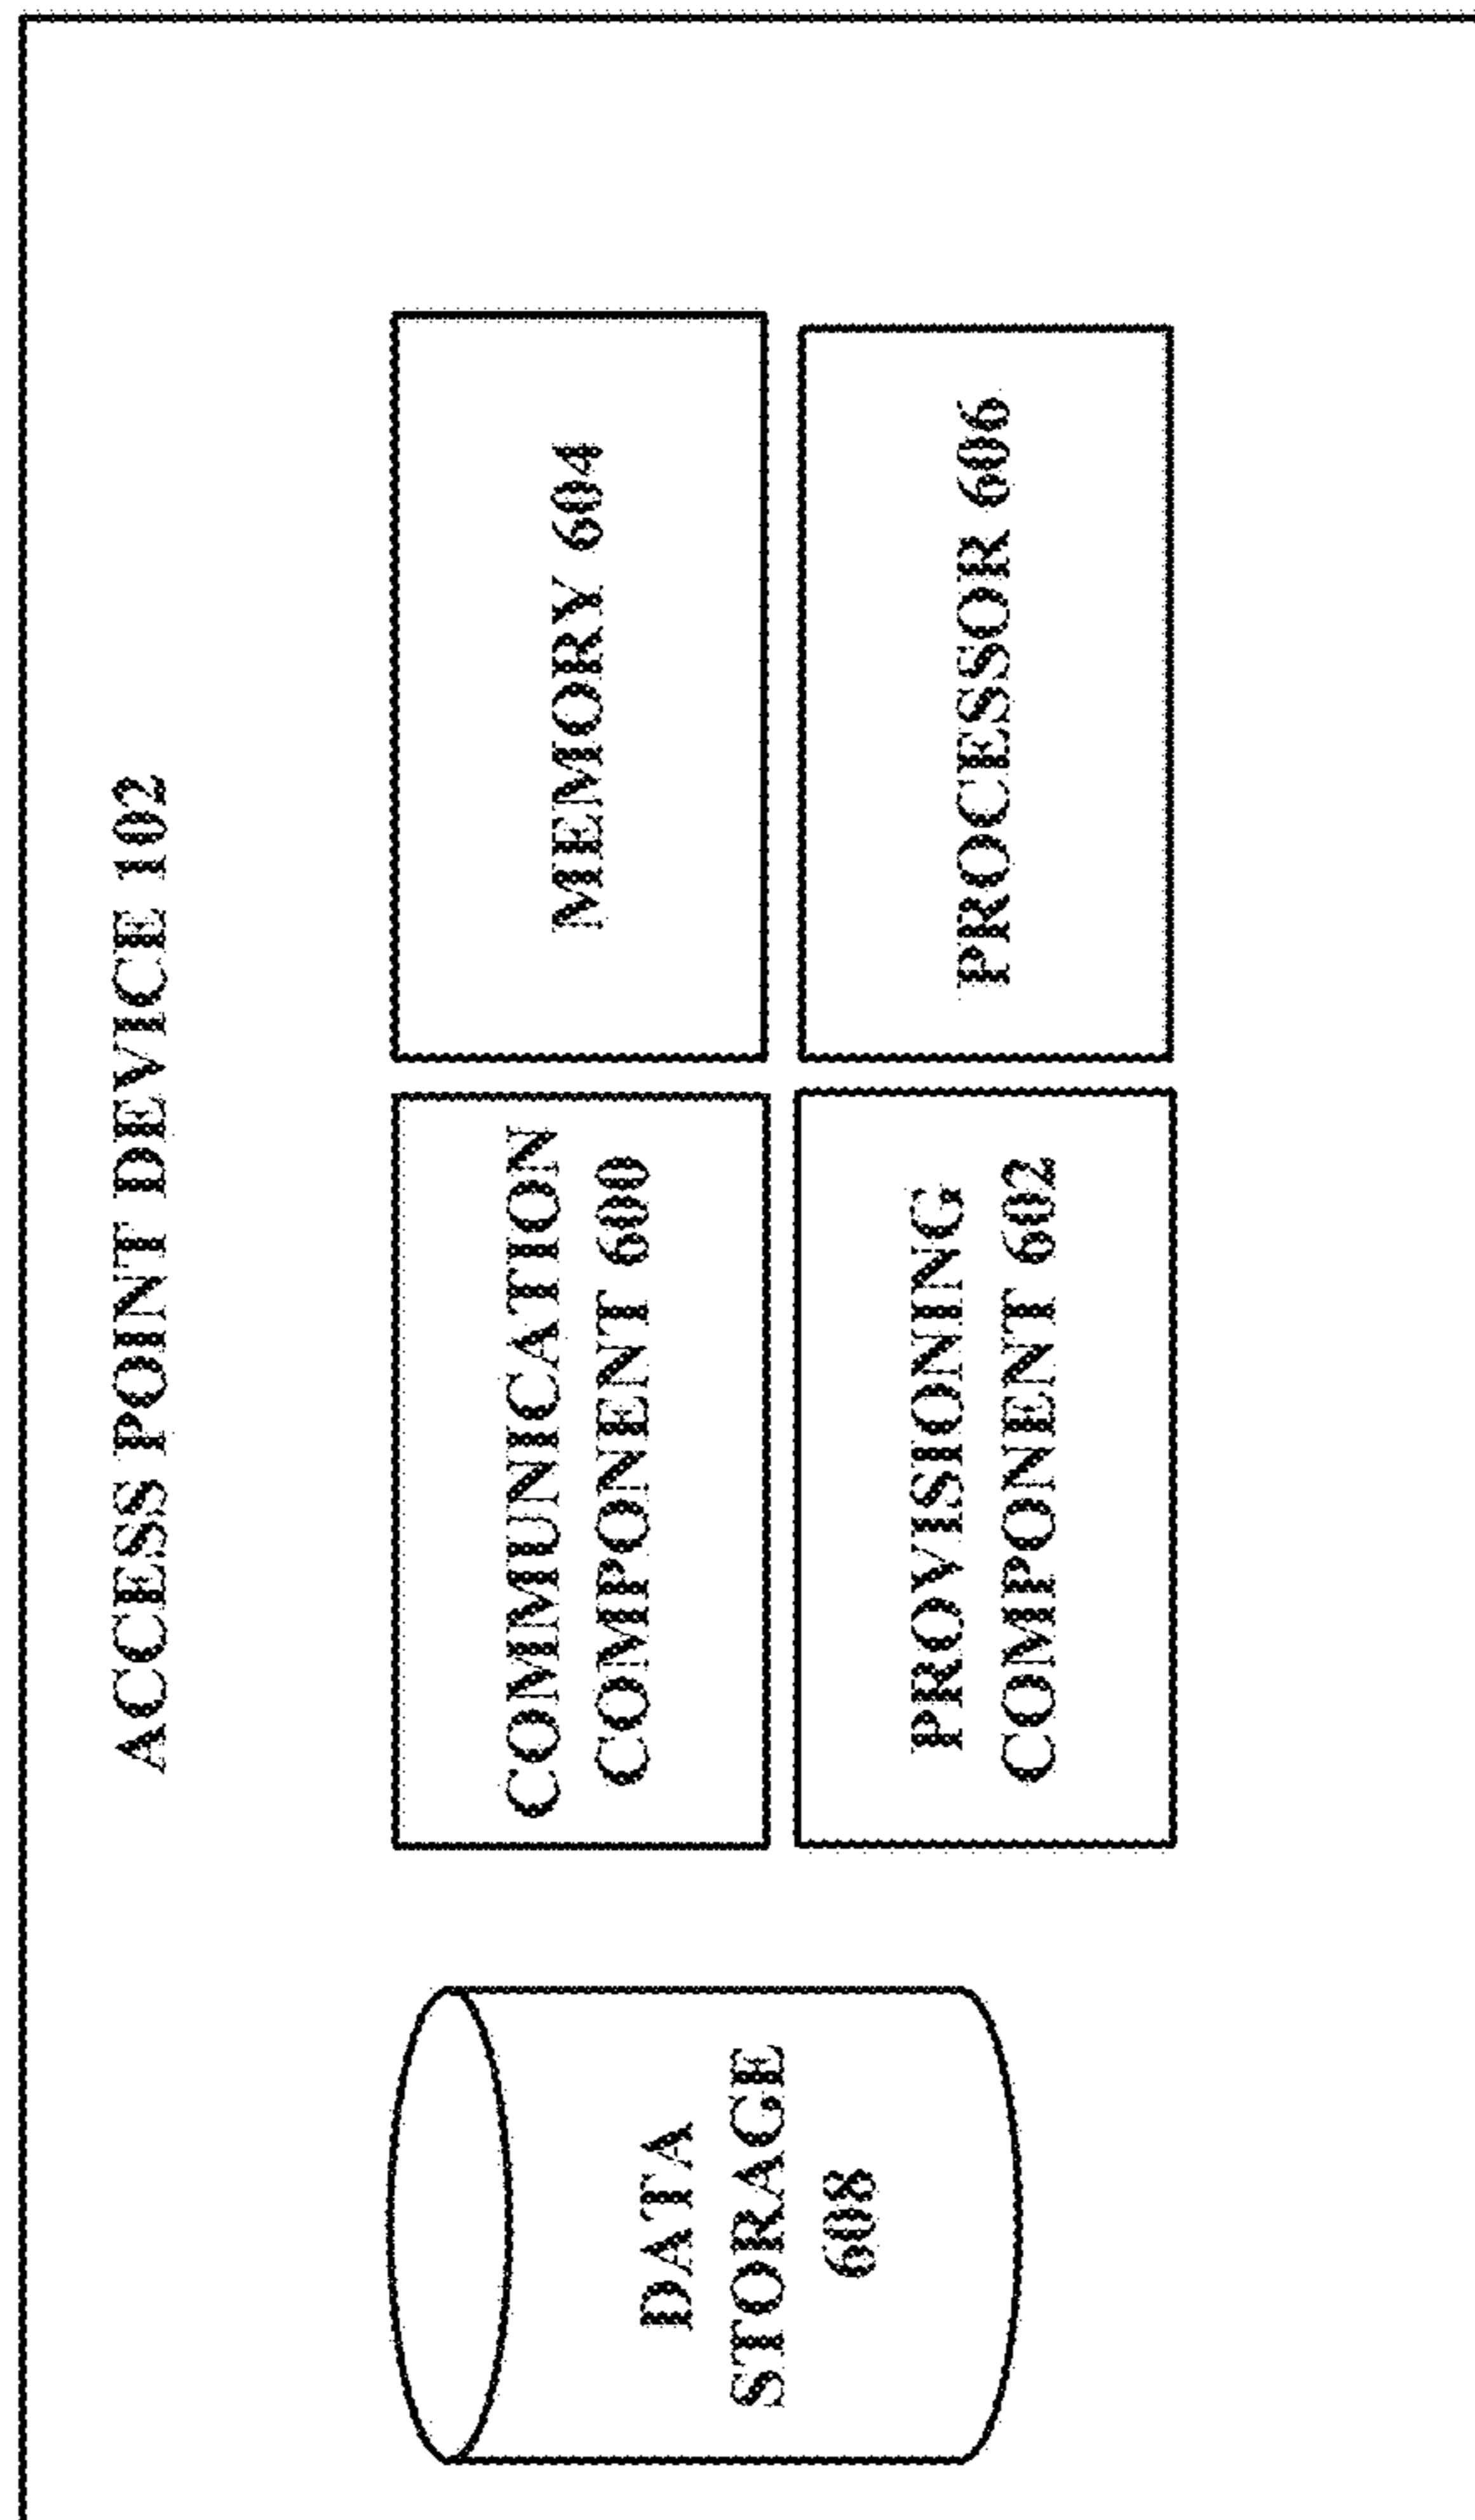 ACCESS POINT DEVICE 102
DATA
STORAGE
608
COMMUNICATION
COMPONENT 600
MEMORY 604
PROVISIONING
COMPONENT 602
PROCESSOR 606